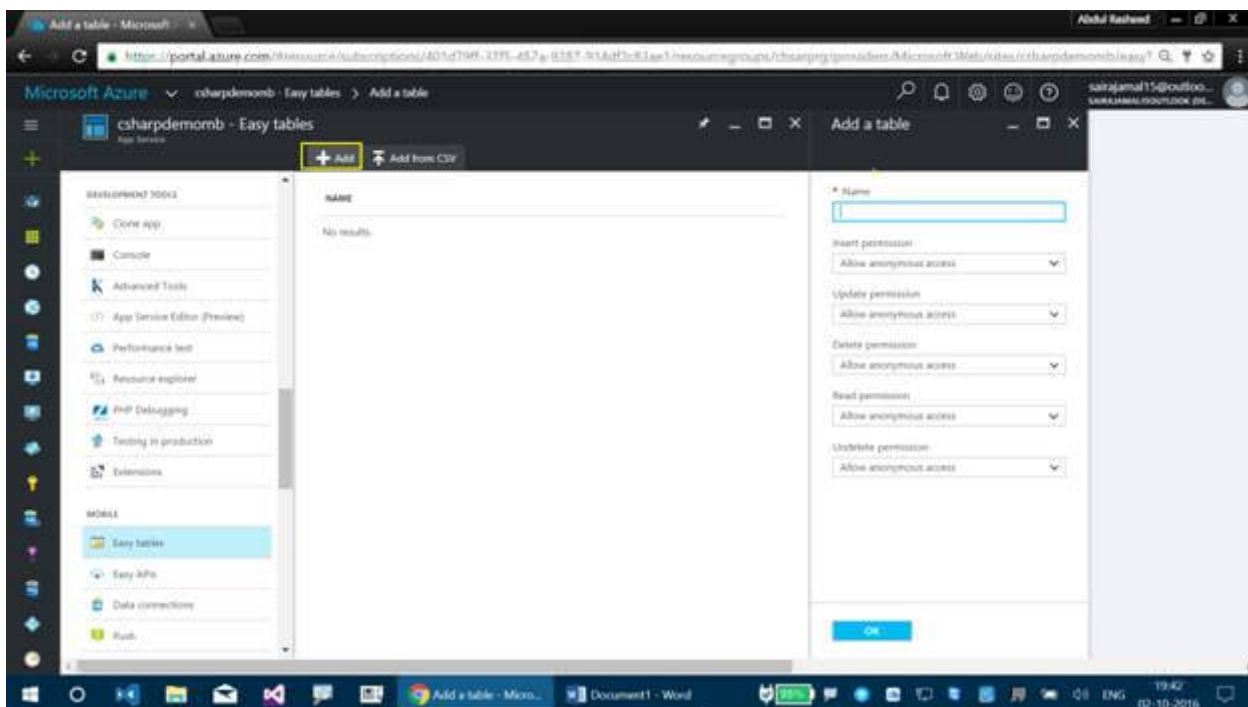 Add a table - Microsoft
Abdul Rasheed
Microsoft Azure
csharpdemomb - Easy tables > Add a table
sairajamal15@outloo...
csharpdemomb - Easy tables
App Service
Add a table
Add
Add from CSV
DEVELOPMENT TOOLS
Clone app
Console
Advanced Tools
App Service Editor (Preview)
Performance test
Resource explorer
PHP Debugging
Testing in production
Extensions
MOBILE
Easy tables
Easy APIs
Data connections
Push
NAME
No results
* Name
Insert permission
Allow anonymous access
Update permission
Allow anonymous access
Delete permission
Allow anonymous access
Read permission
Allow anonymous access
Undelete permission
Allow anonymous access
OK
Add a table - Micro...
Document1 - Word
95%
ENG
19:42
02-10-2016